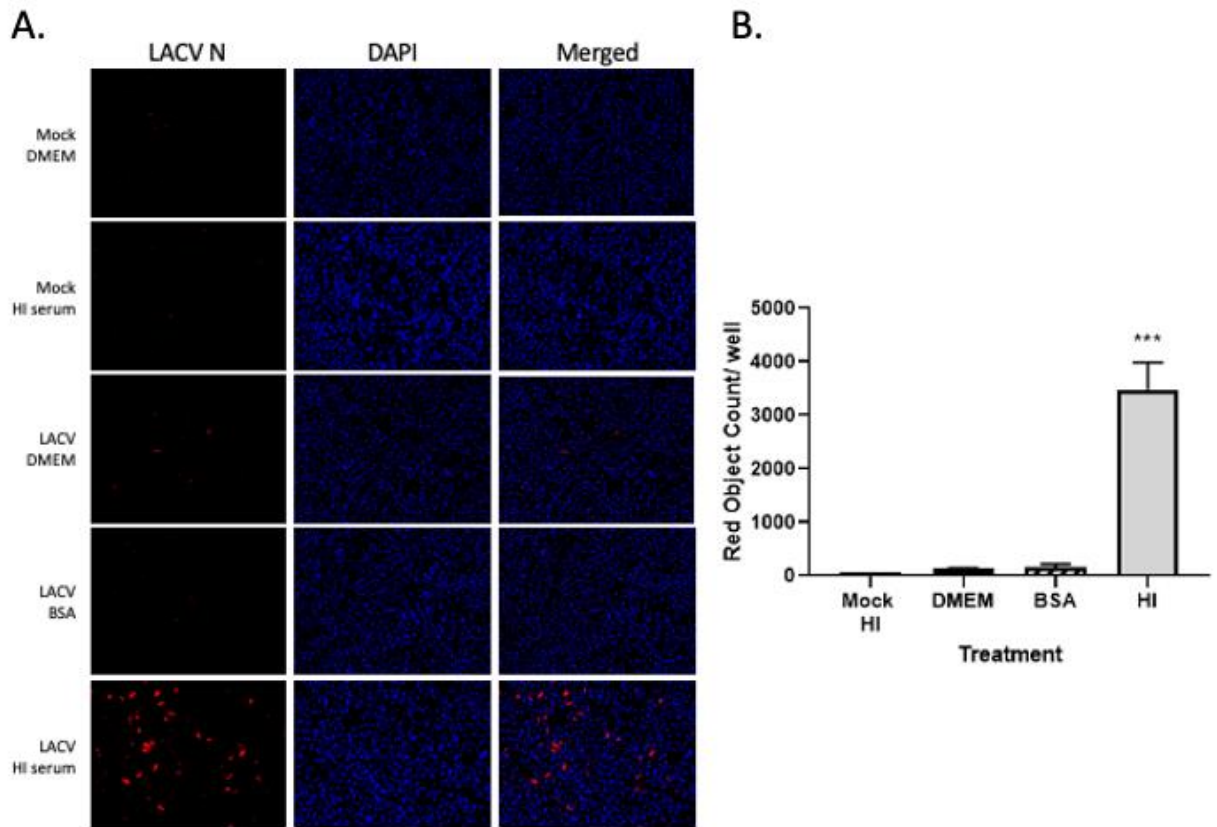 A.
LACV N DAPI Merged
Mock
DMEM
Mock
HI serum
LACV
DMEM
LACV
BSA
LACV
HI serum
B.
Red Object Count/ well
5000
4000
3000
2000
1000
0
***
Mock
HI
DMEM
BSA
HI
Treatment